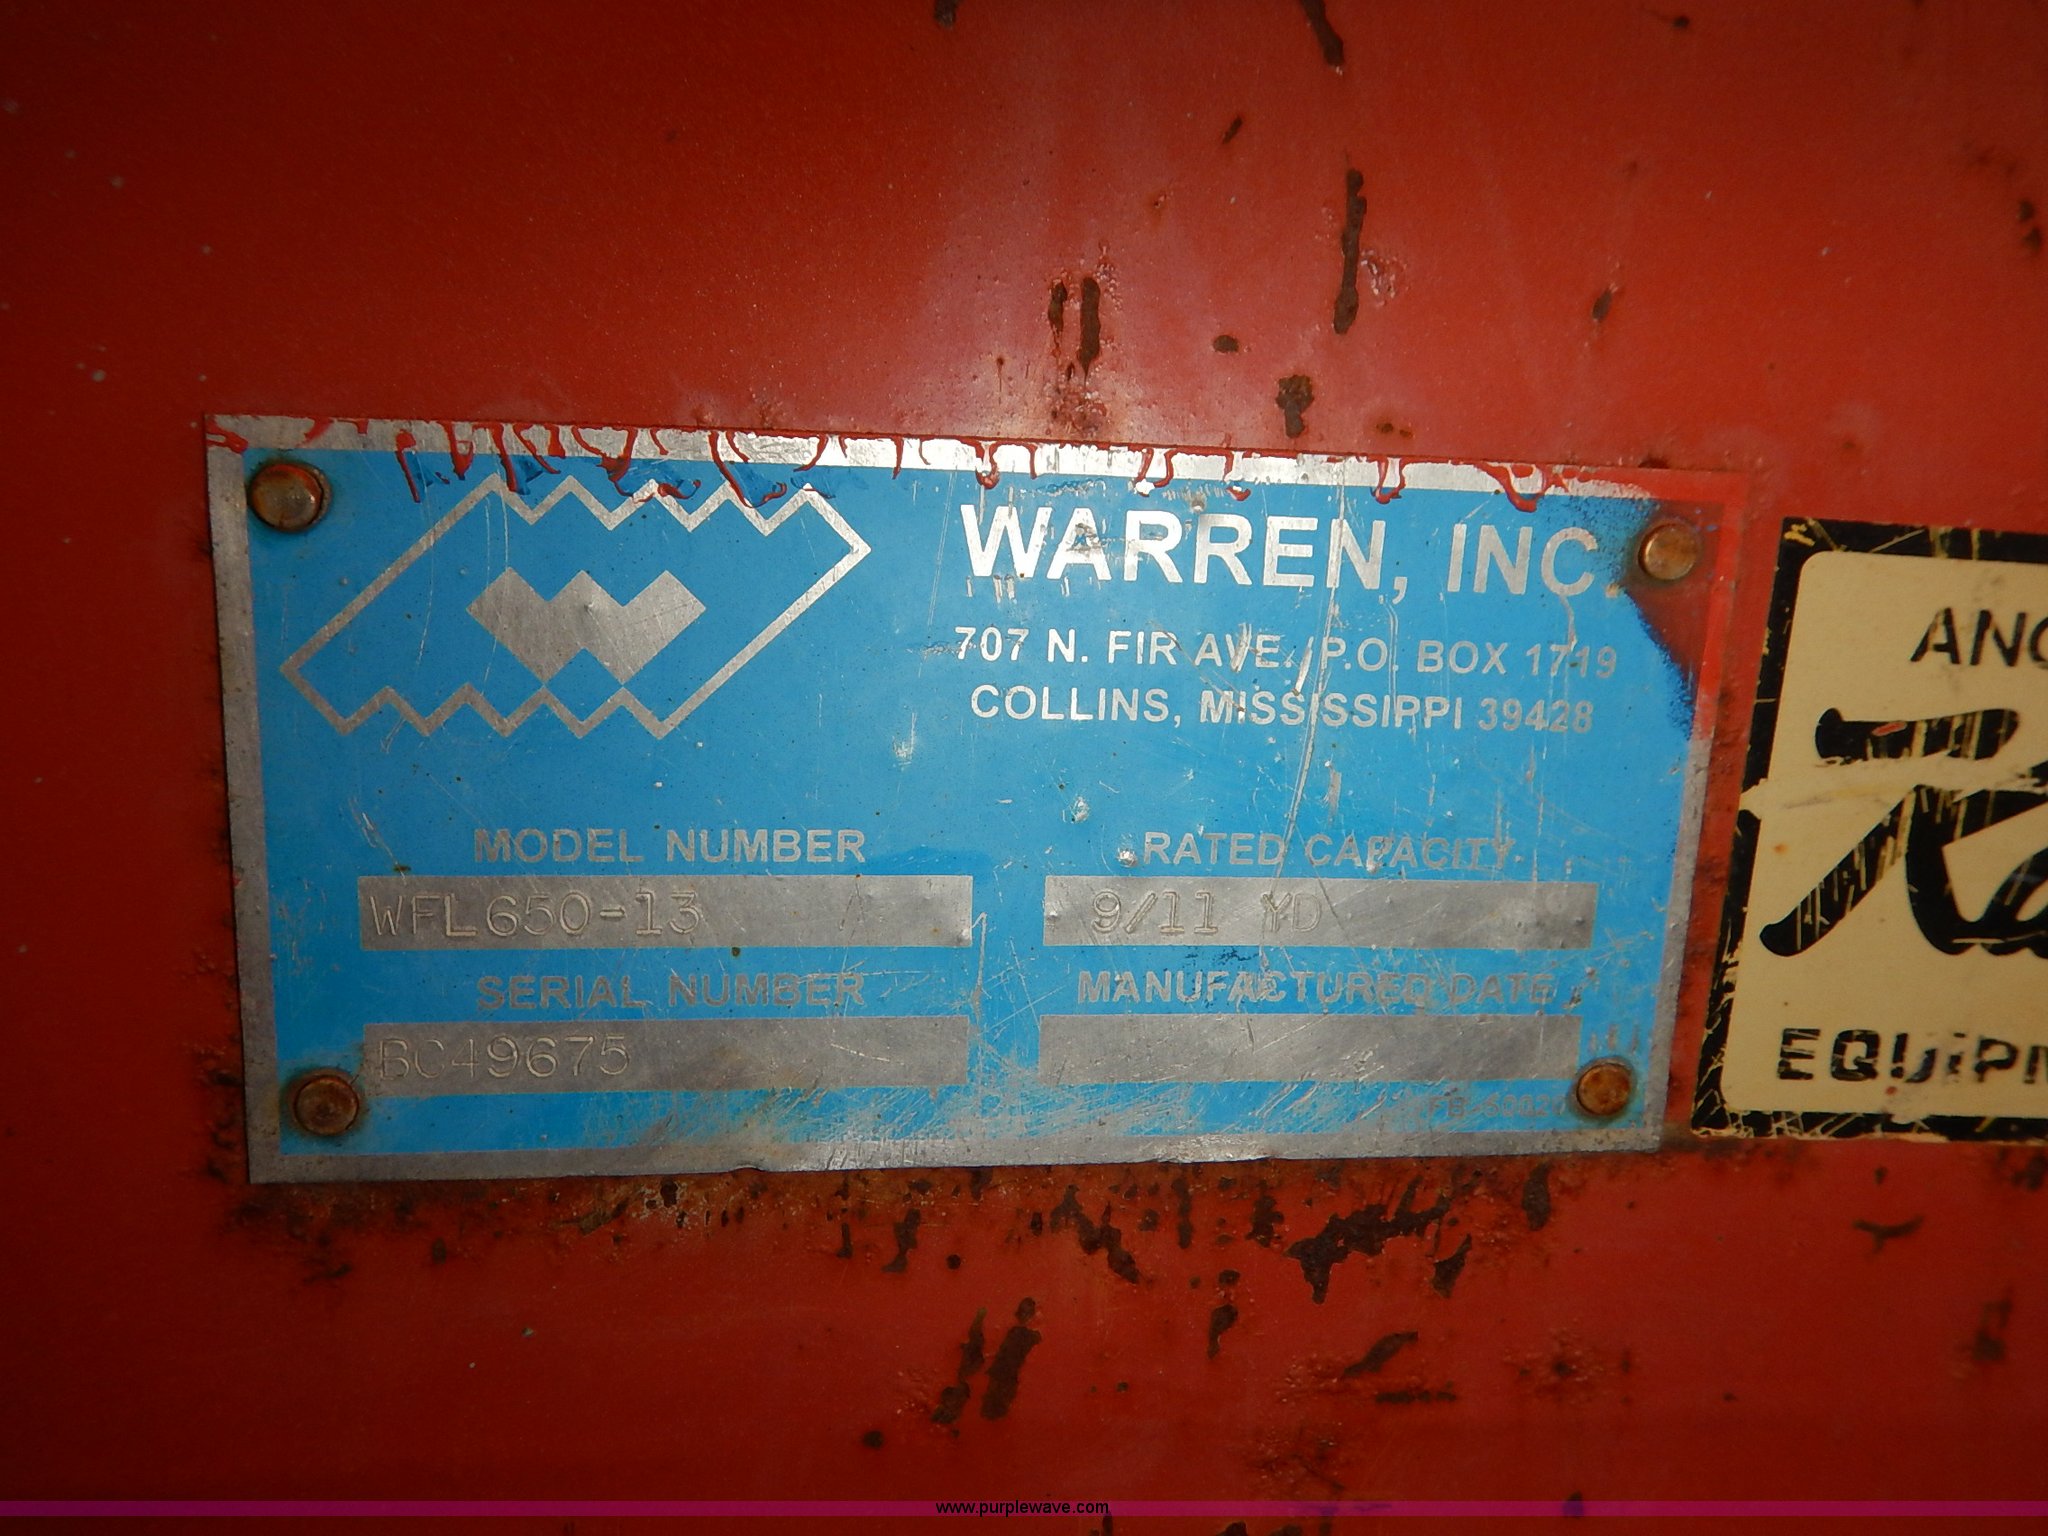 WARREN, INC.
707 N. FIR AVE./P.O. BOX 1719
COLLINS, MISSISSIPPI 39428
MODEL NUMBER
WFL650-13
RATED CAPACITY
9/11 YD
SERIAL NUMBER
BC49675
MANUFACTURED DATE
www.purplewave.com